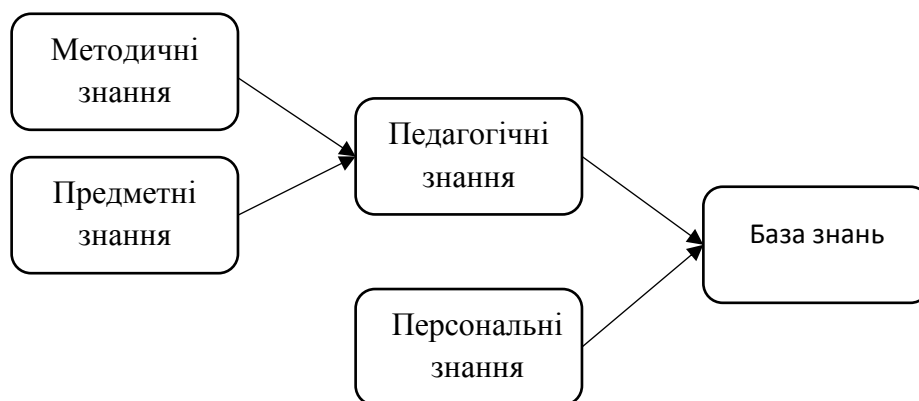 Методичні
знання
Предметні
знання
Педагогічні
знання
Персональні
знання
База знань